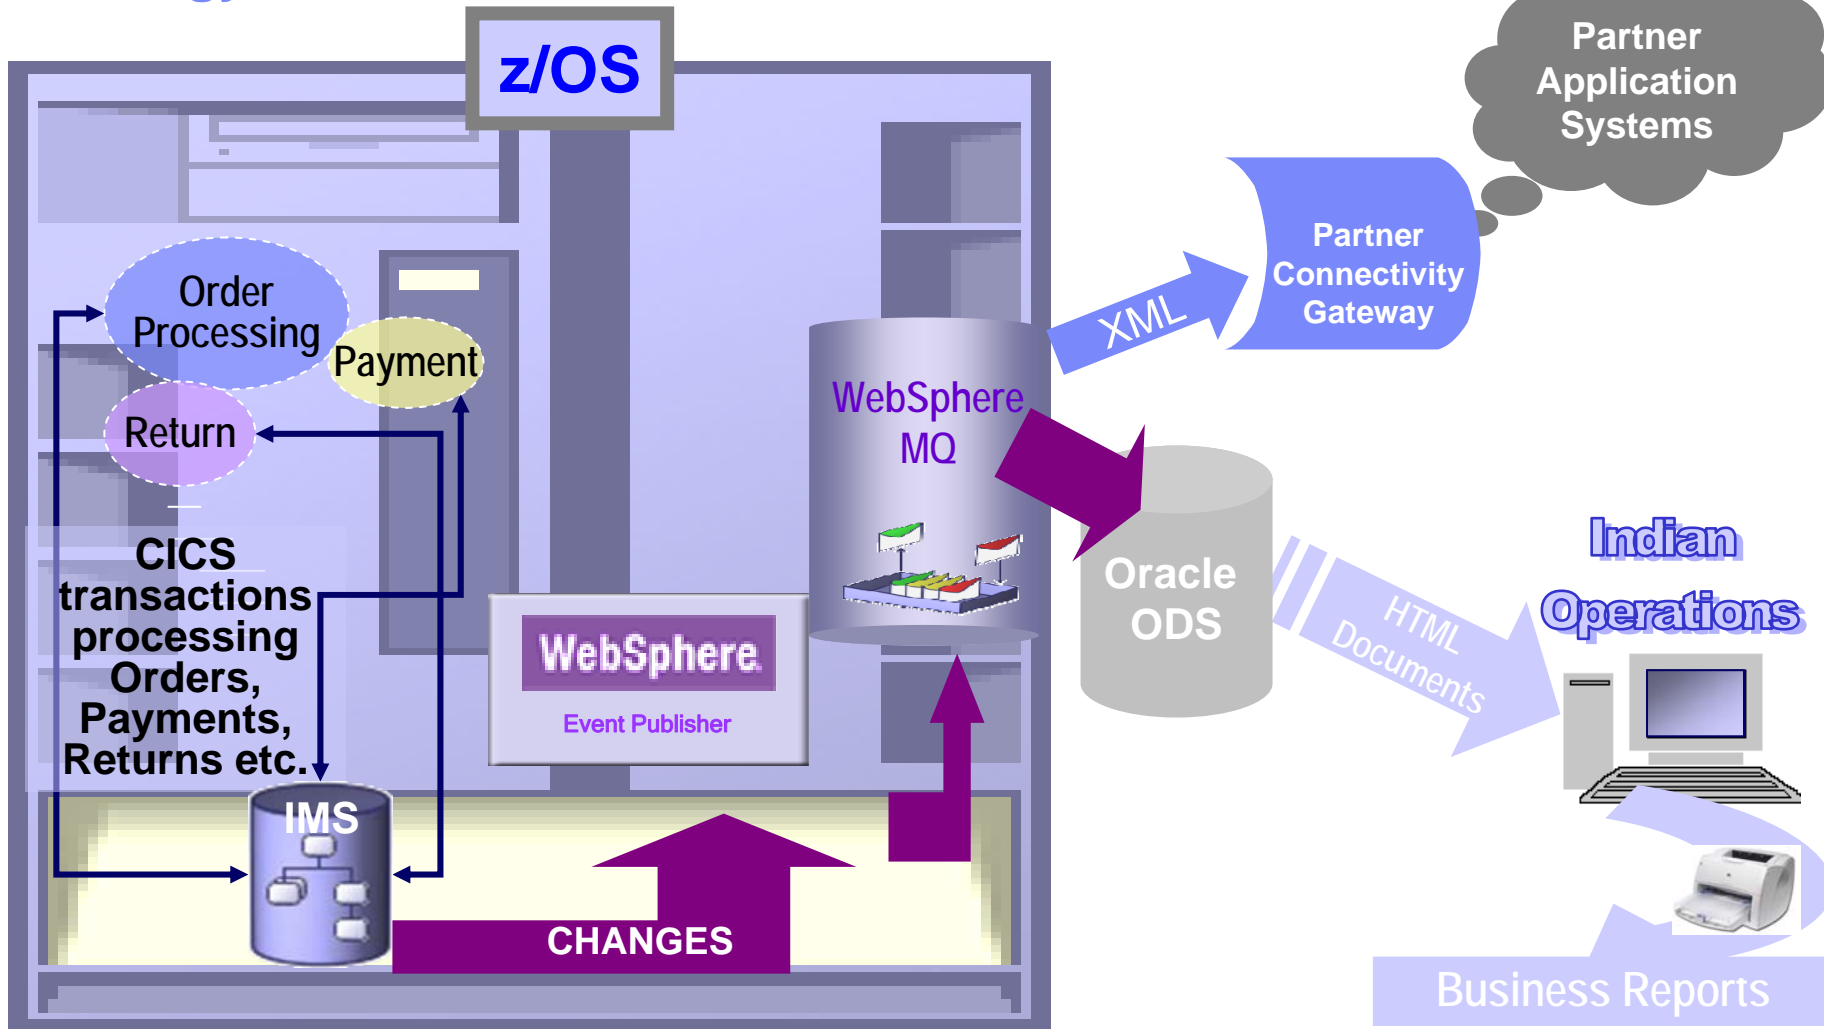 z/OS
Partner
Application
Systems
Partner
Connectivity
Gateway
XML
Order
Processing
Payment
Return
WebSphere
MQ
CICS
transactions
processing
Orders,
Payments,
Returns etc.
WebSphere
Event Publisher
Oracle
ODS
HTML
Documents
Indian
Operations
IMS
CHANGES
Business Reports